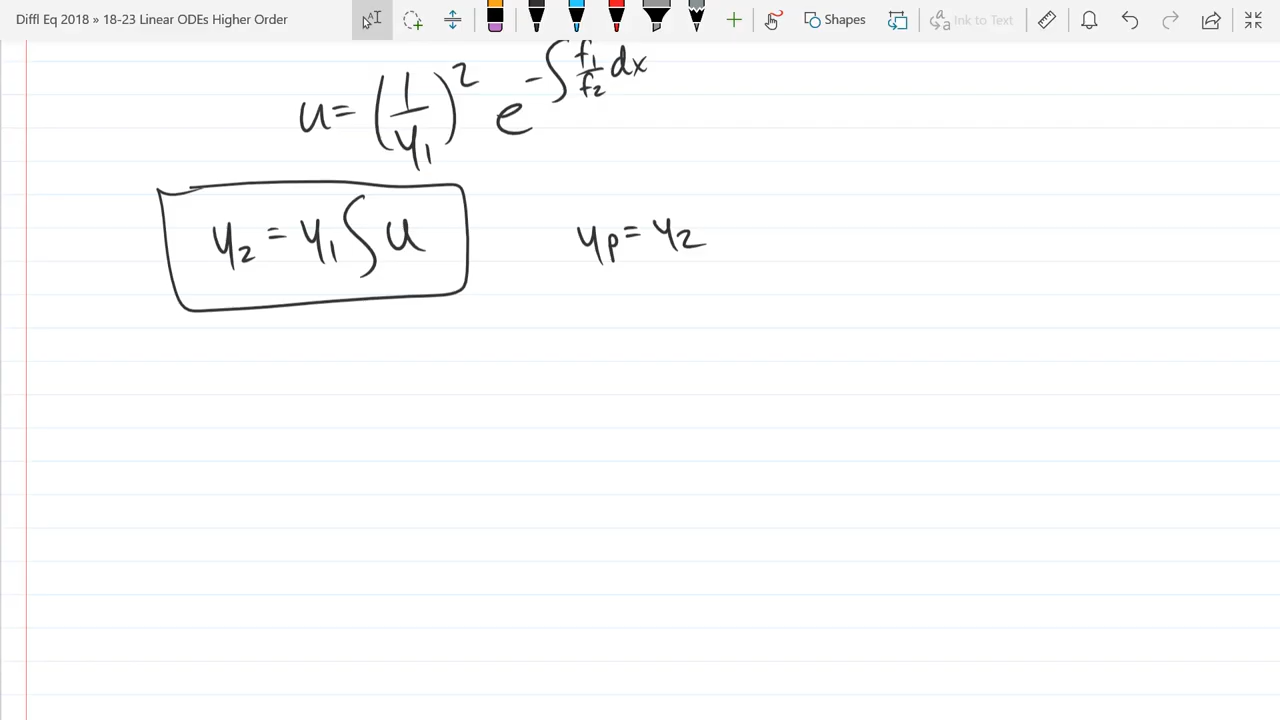 Diffl Eq 2018 » 18-23 Linear ODEs Higher Order
Shapes
Ink to Text
u = (1/y₁)² e^(-∫ f₁/f₂ dx)
y₂ = y₁ ∫ u
yp = y₂